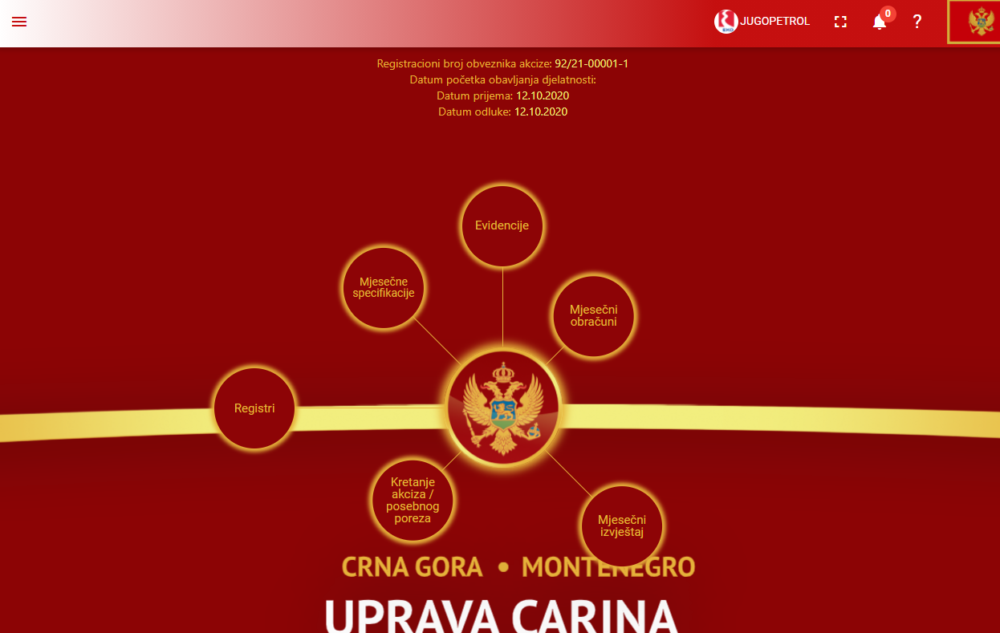 JUGOPETROL
0
?
Registracioni broj obveznika akcize: 92/21-00001-1
Datum početka obavljanja djelatnosti:
Datum prijema: 12.10.2020
Datum odluke: 12.10.2020
Evidencije
Mjesečne
specifikacije
Mjesečni
obračuni
Registri
Kretanje
akciza /
posebnog
poreza
Mjesečni
izvještaj
CRNA GORA • MONTENEGRO
UPRAVA CARINA